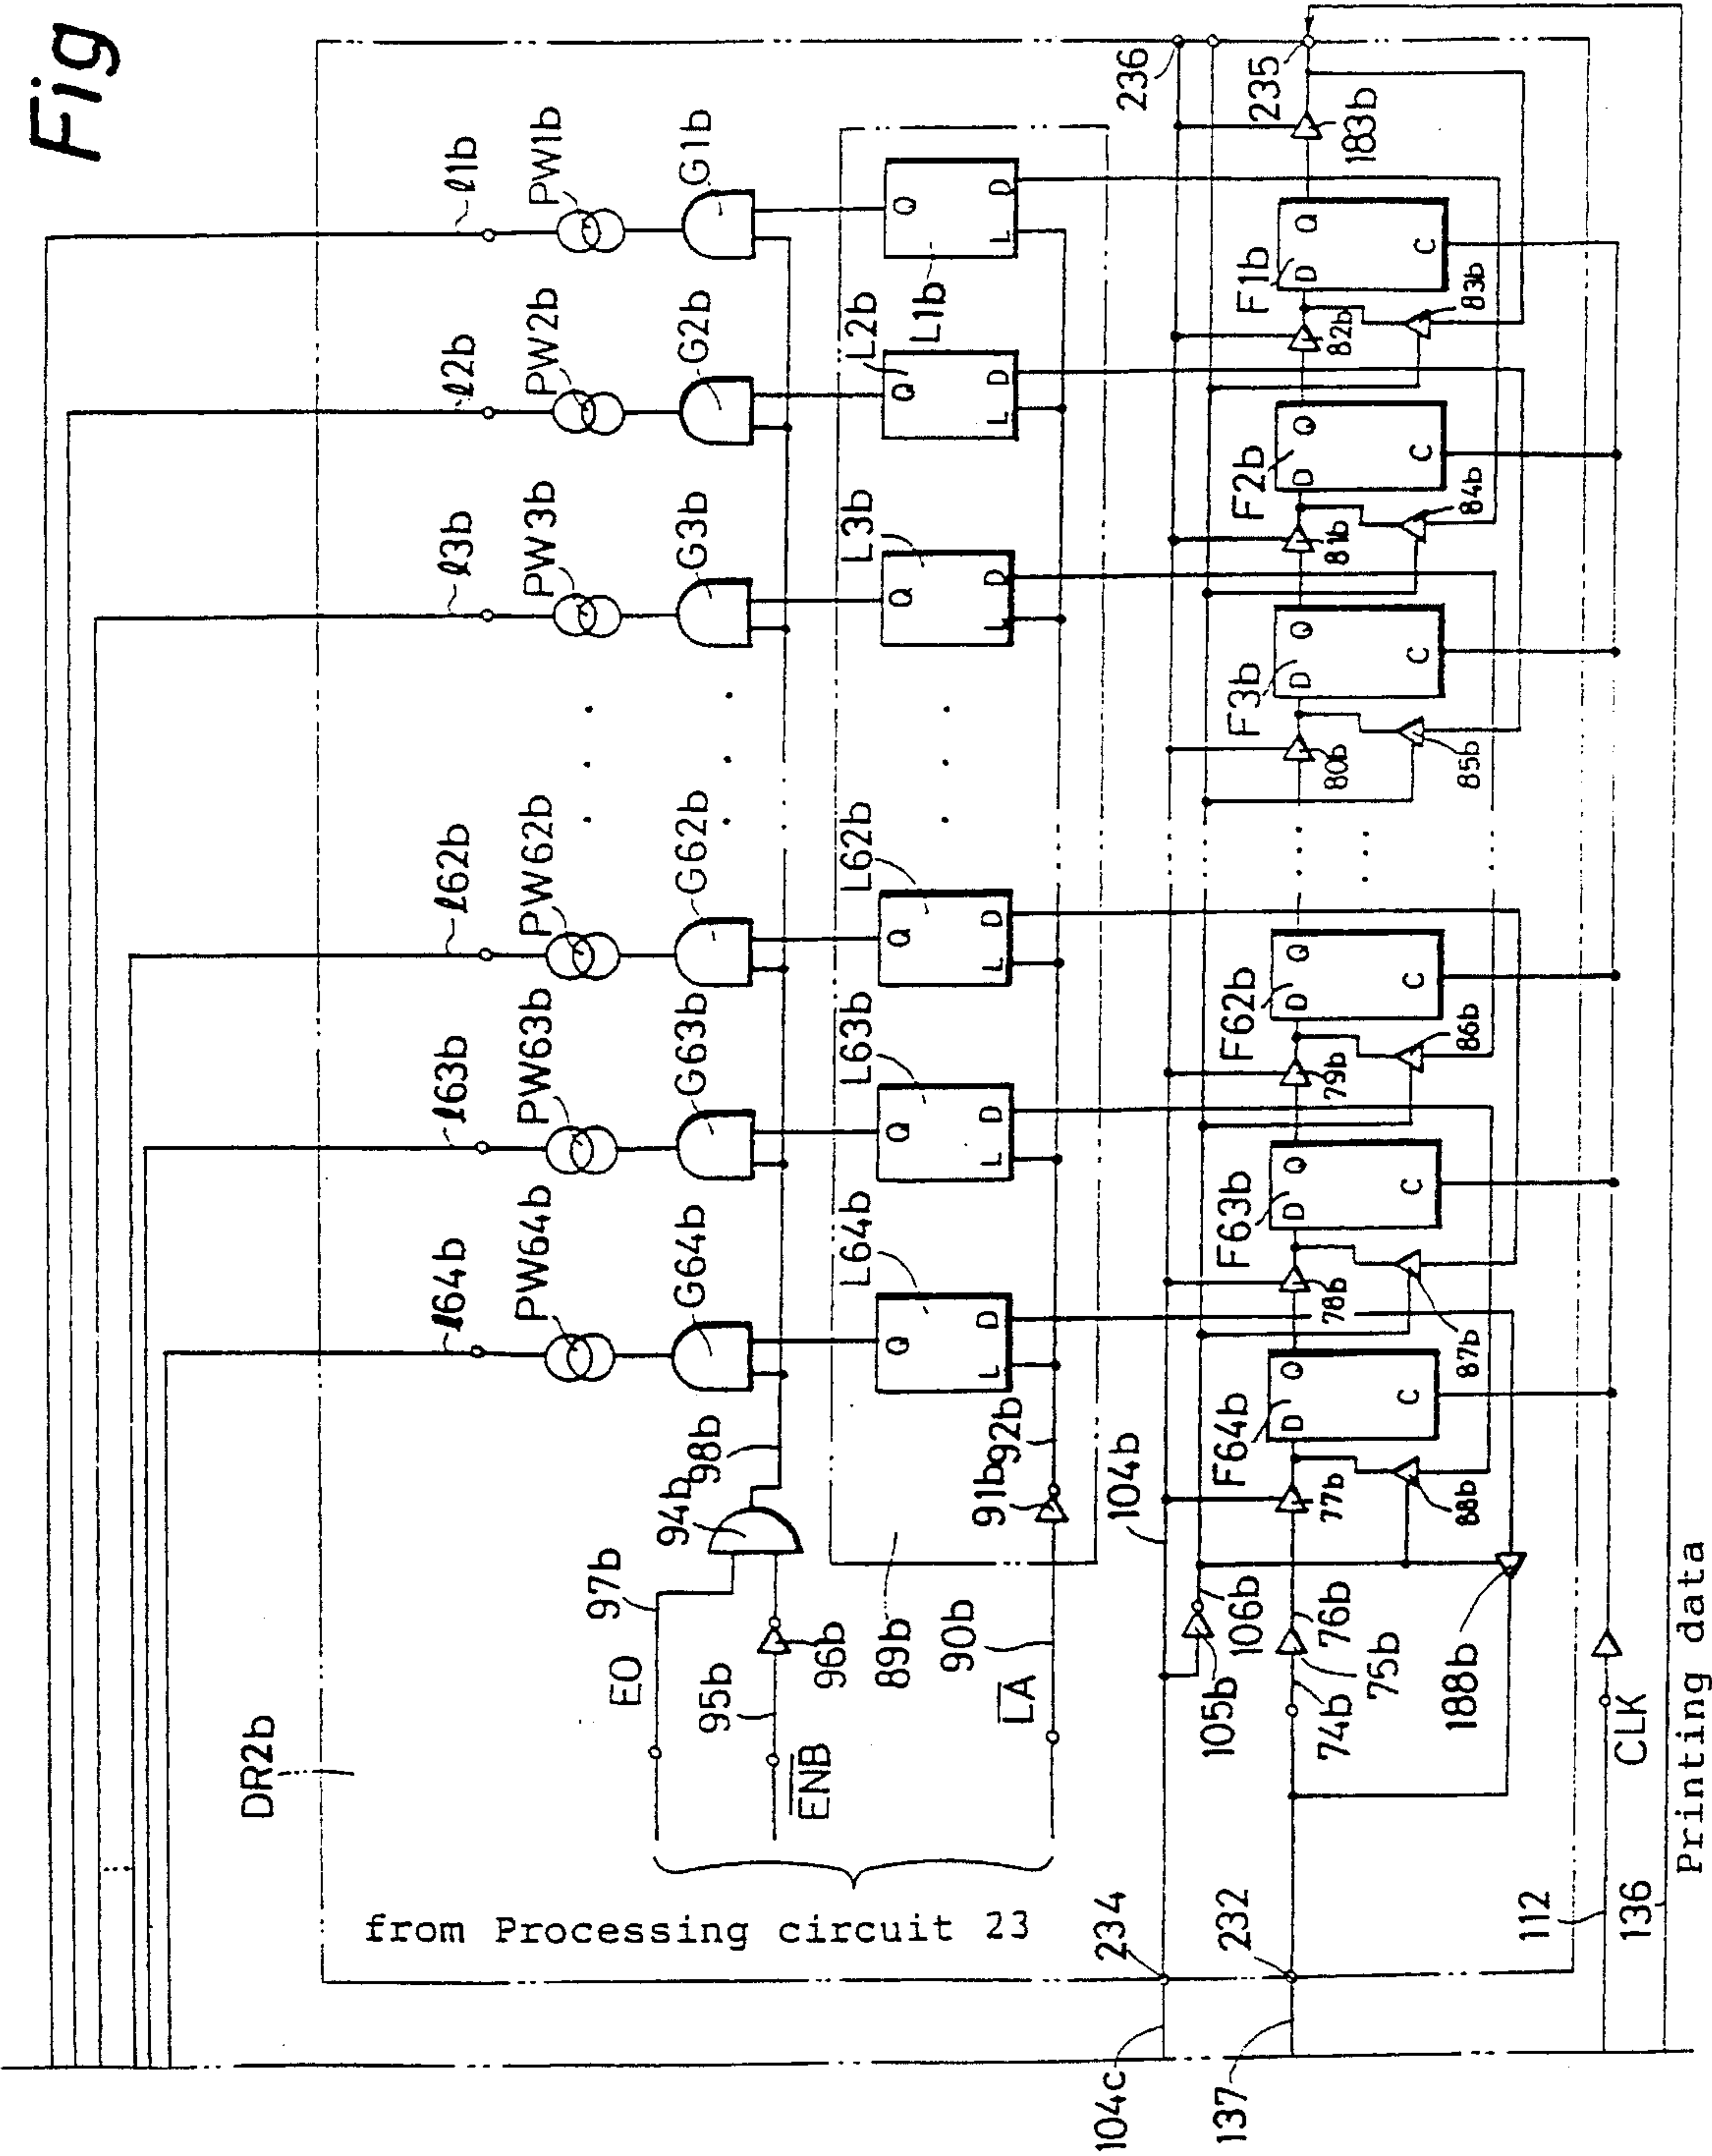 Fig
ℓ64b
ℓ63b
ℓ62b
ℓ3b
ℓ2b
ℓ1b
PW64b
PW63b
PW62b
PW3b
PW2b
PW1b
G64b
G63b
G62b
G3b
G2b
G1b
DR2b
EO
97b
94b
98b
95b
96b
ENB
89b
L64b
L63b
L62b
L3b
L2b
L1b
Q
Q
Q
Q
Q
Q
L D
L D
L D
L D
L D
L D
LA
90b
91b
92b
from Processing circuit 23
104c
234
104b
236
105b
106b
137
232
74b
75b
76b
77b
78b
79b
80b
81b
82b
183b
235
F64b
F63b
F62b
F3b
F2b
F1b
D Q
D Q
D Q
D Q
D Q
D Q
C
C
C
C
C
C
188b
88b
87b
86b
85b
84b
83b
112
CLK
136
Printing data